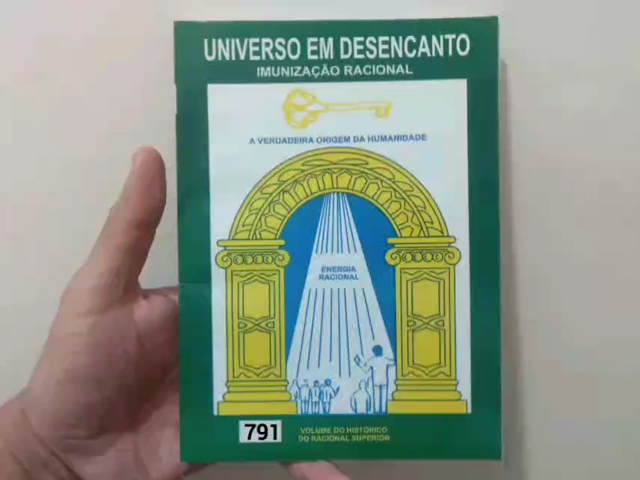 UNIVERSO EM DESENCANTO
IMUNIZAÇÃO RACIONAL
A VERDADEIRA ORIGEM DA HUMANIDADE
ENERGIA
RACIONAL
791
VOLUME DO HISTÓRICO
DO RACIONAL SUPERIOR